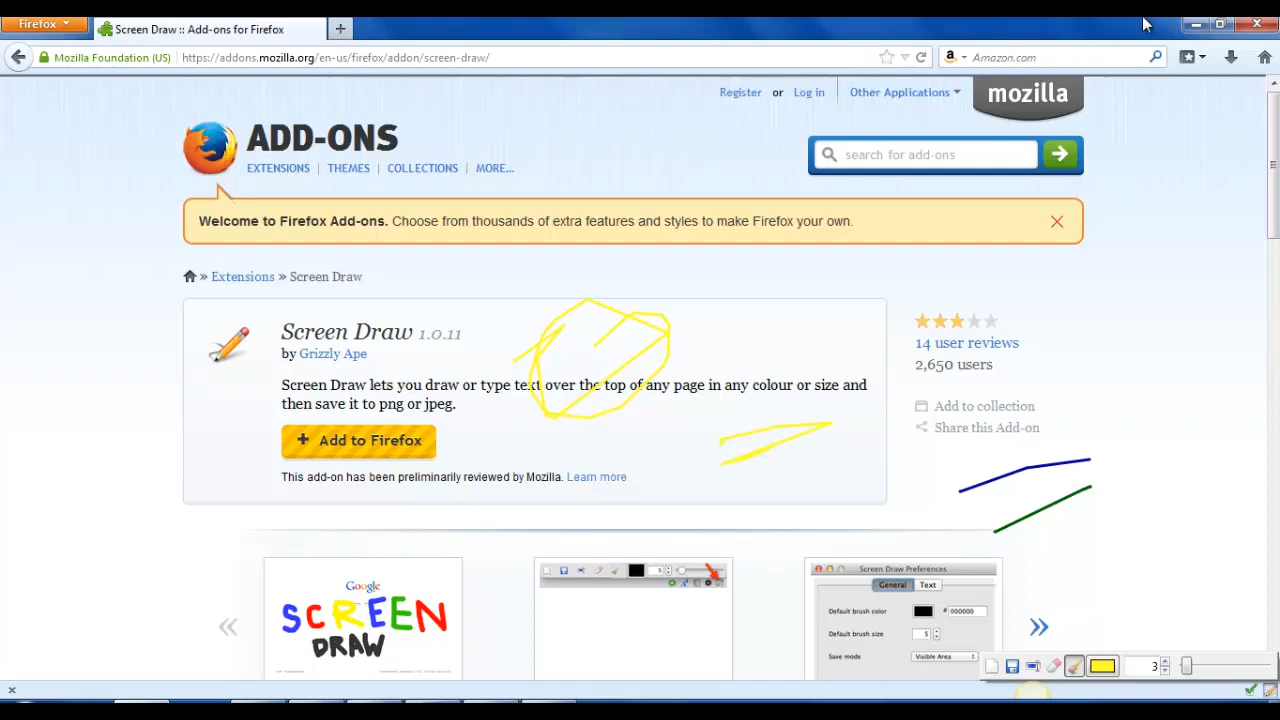 Firefox
Screen Draw :: Add-ons for Firefox
Mozilla Foundation (US)
https://addons.mozilla.org/en-us/firefox/addon/screen-draw/
Amazon.com
Register or Log in
Other Applications
mozilla
ADD-ONS
EXTENSIONS | THEMES | COLLECTIONS | MORE...
search for add-ons
Welcome to Firefox Add-ons. Choose from thousands of extra features and styles to make Firefox your own.
» Extensions » Screen Draw
Screen Draw 1.0.11
by Grizzly Ape
Screen Draw lets you draw or type text over the top of any page in any colour or size and
then save it to png or jpeg.
+ Add to Firefox
This add-on has been preliminarily reviewed by Mozilla. Learn more
14 user reviews
2,650 users
Add to collection
Share this Add-on
Google
SCREEN
DRAW
5
Screen Draw Preferences
General Text
Default brush color # 000000
Default brush size 5
Save mode Visible Area
3